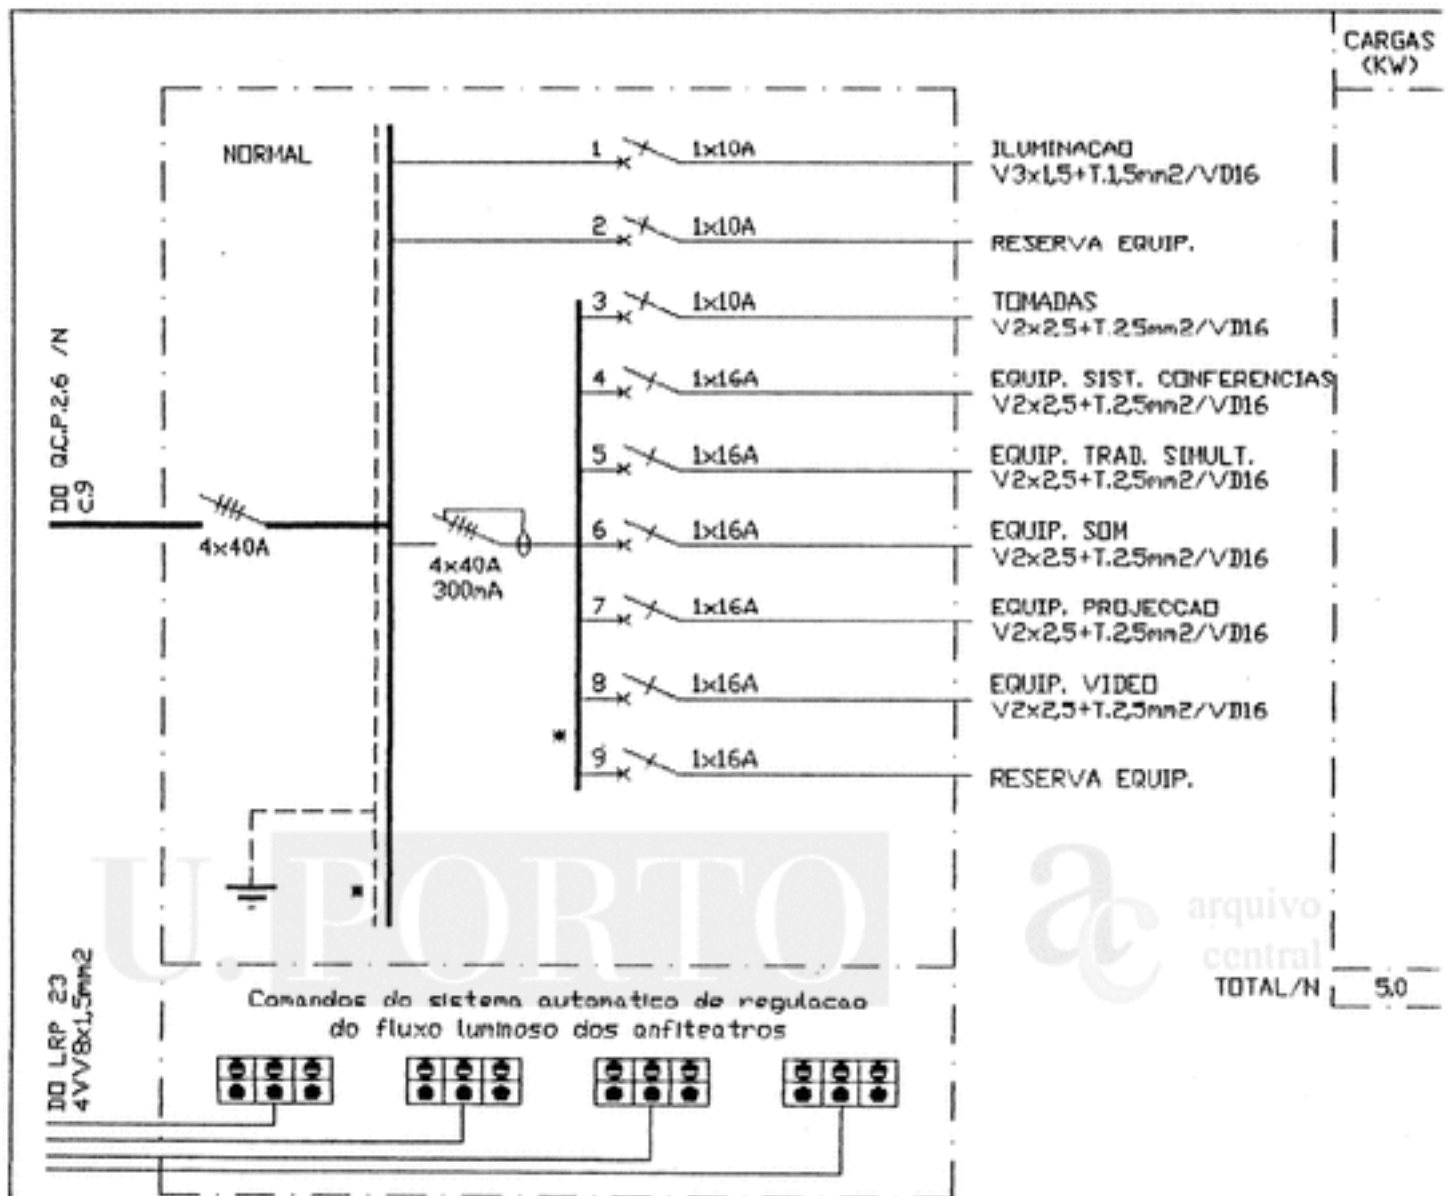 CARGAS
(KW)
NORMAL
1 1x10A
ILUMINACAO
V3x1,5+T.1,5mm2/VD16
2 1x10A
RESERVA EQUIP.
3 1x10A
TOMADAS
V2x2,5+T.2,5mm2/VD16
4 1x16A
EQUIP. SIST. CONFERENCIAS
V2x2,5+T.2,5mm2/VD16
5 1x16A
EQUIP. TRAD. SIMULT.
V2x2,5+T.2,5mm2/VD16
DO Q.C.P.2.6 /N
c.9
4x40A
4x40A
300mA
6 1x16A
EQUIP. SOM
V2x2,5+T.2,5mm2/VD16
7 1x16A
EQUIP. PROJECCAO
V2x2,5+T.2,5mm2/VD16
8 1x16A
EQUIP. VIDEO
V2x2,5+T.2,5mm2/VD16
*
9 1x16A
RESERVA EQUIP.
*
U. PORTO
ac
arquivo
central
TOTAL/N 5.0
DO LRP 23
4VV8x1,5mm2
Comandos do sistema automatico de regulacao
do fluxo luminoso dos anfiteatros